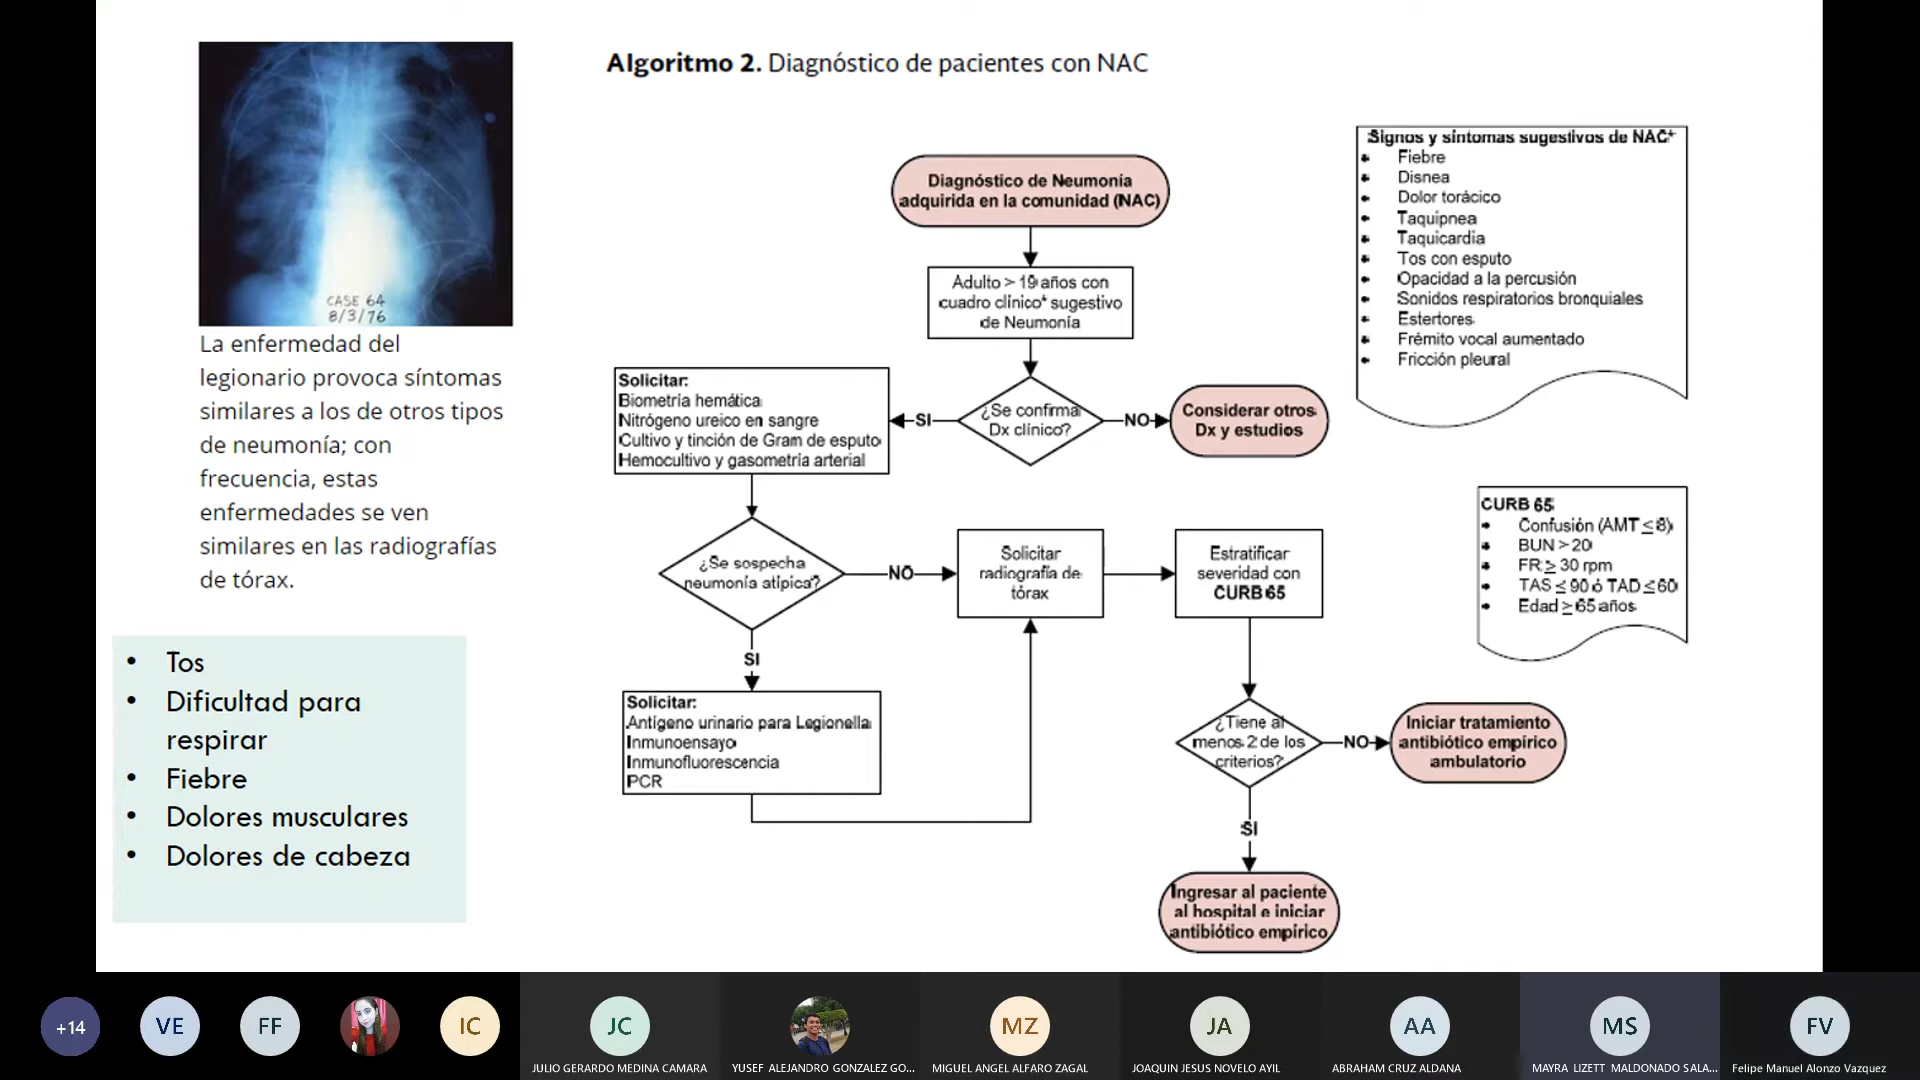 CASE 64
8/3/76
La enfermedad del
legionario provoca síntomas
similares a los de otros tipos
de neumonía; con
frecuencia, estas
enfermedades se ven
similares en las radiografías
de tórax.
• Tos
• Dificultad para
respirar
• Fiebre
• Dolores musculares
• Dolores de cabeza
Algoritmo 2. Diagnóstico de pacientes con NAC
Diagnóstico de Neumonía
adquirida en la comunidad (NAC)
Adulto > 19 años con
cuadro clínico* sugestivo
de Neumonía
¿Se confirma
Dx clínico?
SI
NO
Considerar otros
Dx y estudios
Solicitar:
Biometría hemática
Nitrógeno ureico en sangre
Cultivo y tinción de Gram de esputo
Hemocultivo y gasometría arterial
¿Se sospecha
neumonía atípica?
NO
SI
Solicitar:
Antígeno urinario para Legionella
Inmunoensayo
Inmunofluorescencia
PCR
Solicitar
radiografía de
tórax
Estratificar
severidad con
CURB 65
¿Tiene al
menos 2 de los
criterios?
NO
Iniciar tratamiento
antibiótico empírico
ambulatorio
SI
Ingresar al paciente
al hospital e iniciar
antibiótico empírico
Signos y síntomas sugestivos de NAC*
• Fiebre
• Disnea
• Dolor torácico
• Taquípnea
• Taquicardia
• Tos con esputo
• Opacidad a la percusión
• Sonidos respiratorios bronquiales
• Estertores
• Frémito vocal aumentado
• Fricción pleural
CURB 65
• Confusión (AMT ≤ 8)
• BUN > 20
• FR ≥ 30 rpm
• TAS ≤ 90 ó TAD ≤ 60
• Edad ≥ 65 años
+14
VE
FF
IC
JC
MZ
JA
AA
MS
FV
JULIO GERARDO MEDINA CAMARA
YUSEF ALEJANDRO GONZALEZ GO...
MIGUEL ANGEL ALFARO ZAGAL
JOAQUIN JESUS NOVELO AYIL
ABRAHAM CRUZ ALDANA
MAYRA LIZETT MALDONADO SALA...
Felipe Manuel Alonzo Vazquez